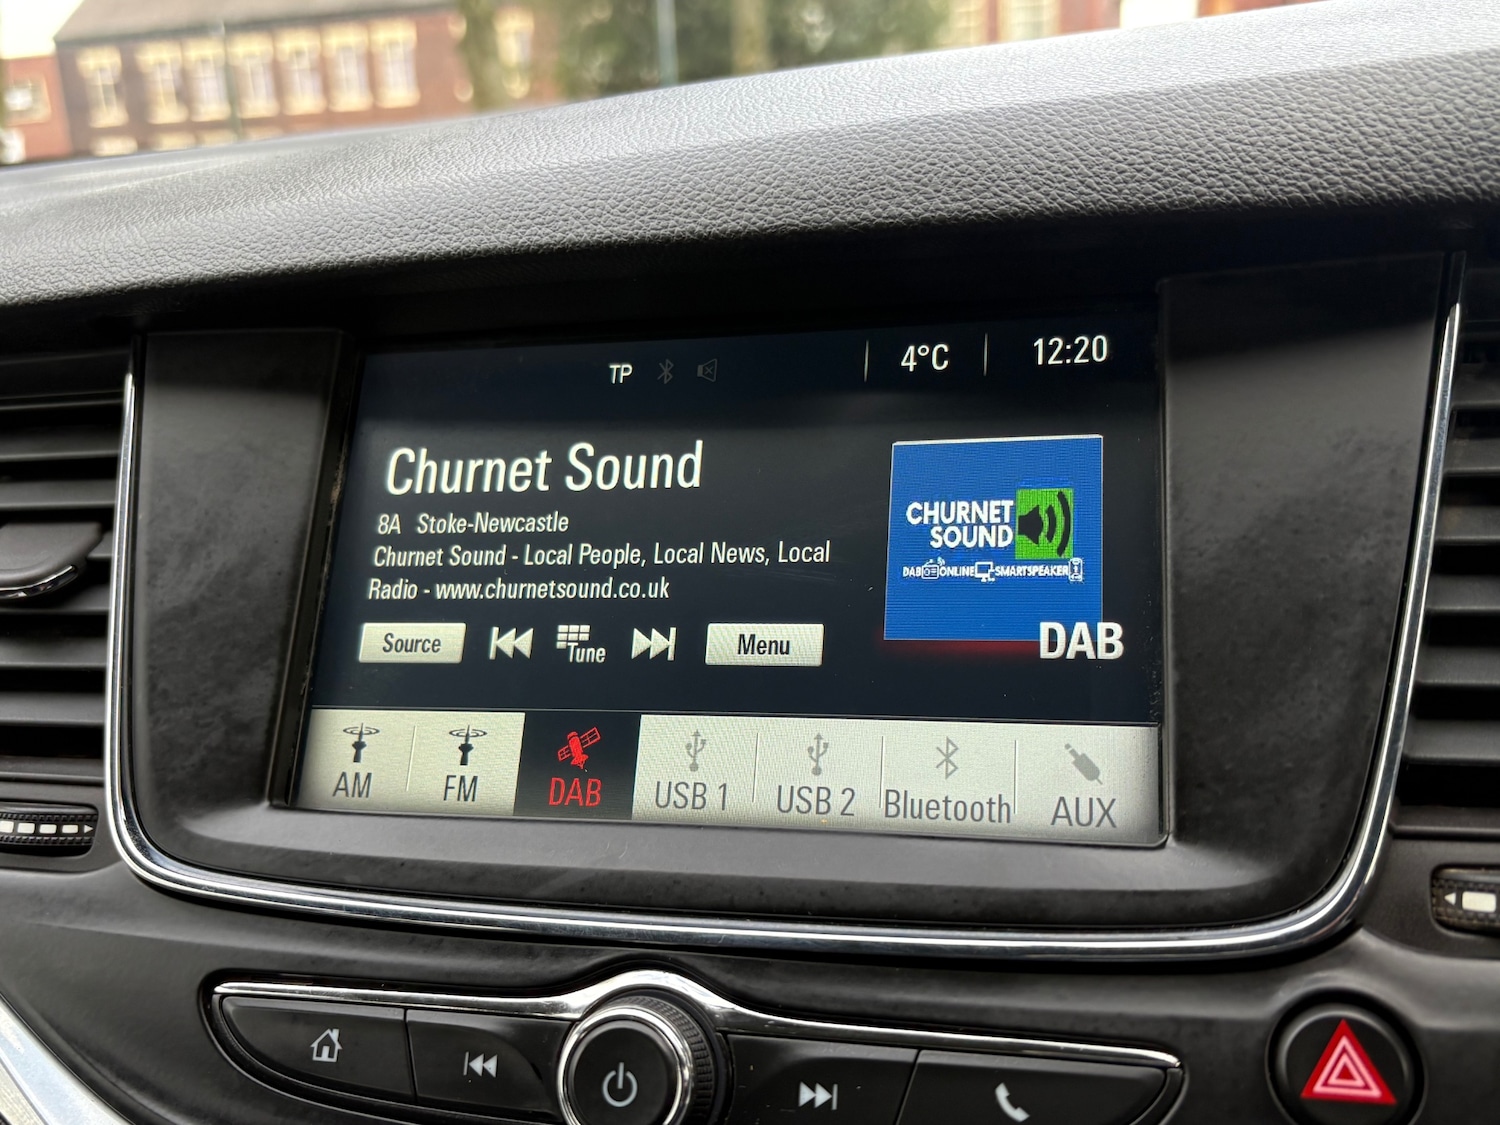 TP
4°C
12:20
Churnet Sound
8A Stoke-Newcastle
Churnet Sound - Local People, Local News, Local
Radio - www.churnetsound.co.uk
CHURNET
SOUND
DAB ONLINE SMARTSPEAKER
DAB
Source
Tune
Menu
AM
FM
DAB
USB 1
USB 2
Bluetooth
AUX